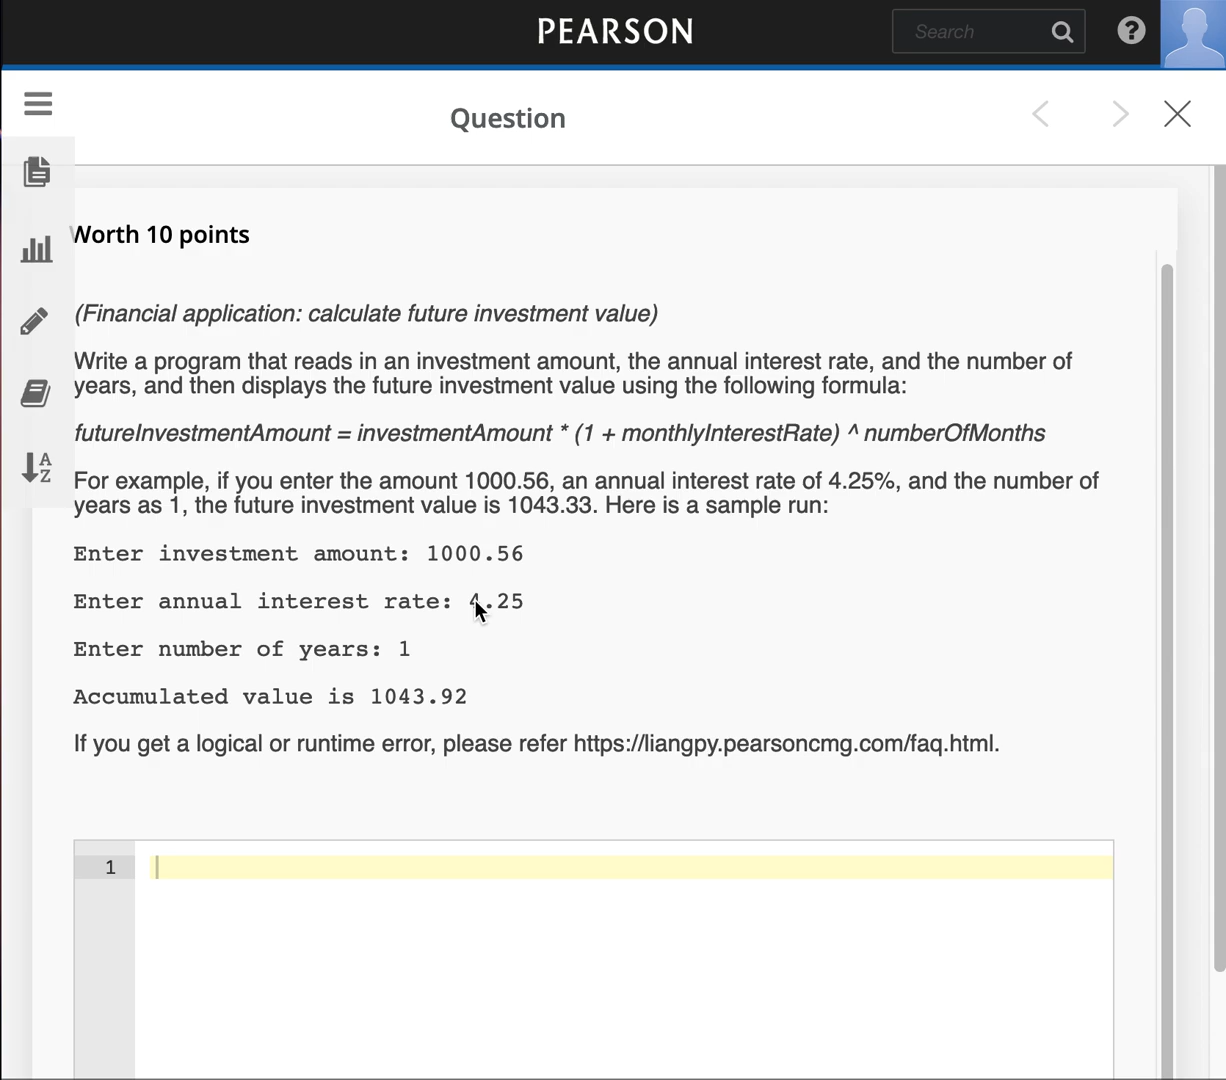 PEARSON
Search
?
Question
Worth 10 points
(Financial application: calculate future investment value)
Write a program that reads in an investment amount, the annual interest rate, and the number of
years, and then displays the future investment value using the following formula:
futureInvestmentAmount = investmentAmount * (1 + monthlyInterestRate) ^ numberOfMonths
For example, if you enter the amount 1000.56, an annual interest rate of 4.25%, and the number of
years as 1, the future investment value is 1043.33. Here is a sample run:
Enter investment amount: 1000.56
Enter annual interest rate: 4.25
Enter number of years: 1
Accumulated value is 1043.92
If you get a logical or runtime error, please refer https://liangpy.pearsoncmg.com/faq.html.
A
Z
1